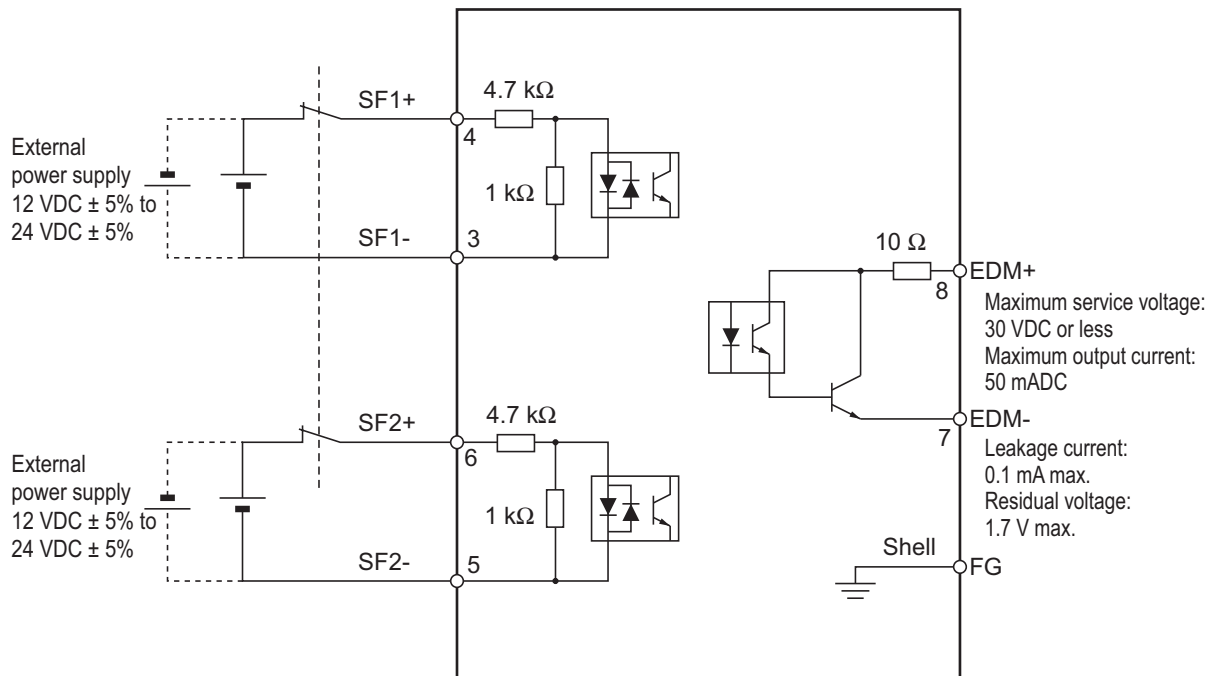 External
power supply
12 VDC ± 5% to
24 VDC ± 5%
SF1+
4
4.7 kΩ
1 kΩ
SF1-
3
External
power supply
12 VDC ± 5% to
24 VDC ± 5%
SF2+
6
4.7 kΩ
1 kΩ
SF2-
5
10 Ω
8
EDM+
Maximum service voltage:
30 VDC or less
Maximum output current:
50 mADC
7
EDM-
Leakage current:
0.1 mA max.
Residual voltage:
1.7 V max.
Shell
FG